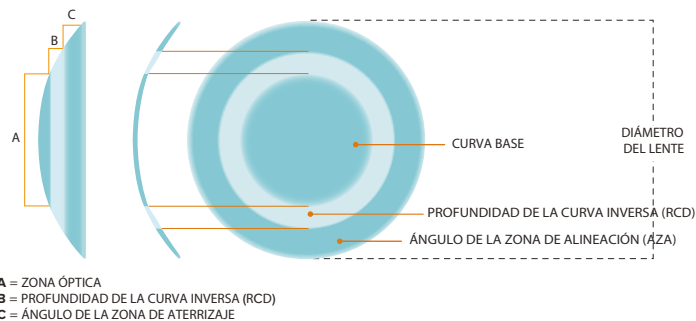 C
B
A
CURVA BASE
DIÁMETRO
DEL LENTE
PROFUNDIDAD DE LA CURVA INVERSA (RCD)
ÁNGULO DE LA ZONA DE ALINEACIÓN (AZA)
A = ZONA ÓPTICA
B = PROFUNDIDAD DE LA CURVA INVERSA (RCD)
C = ÁNGULO DE LA ZONA DE ATERRIZAJE